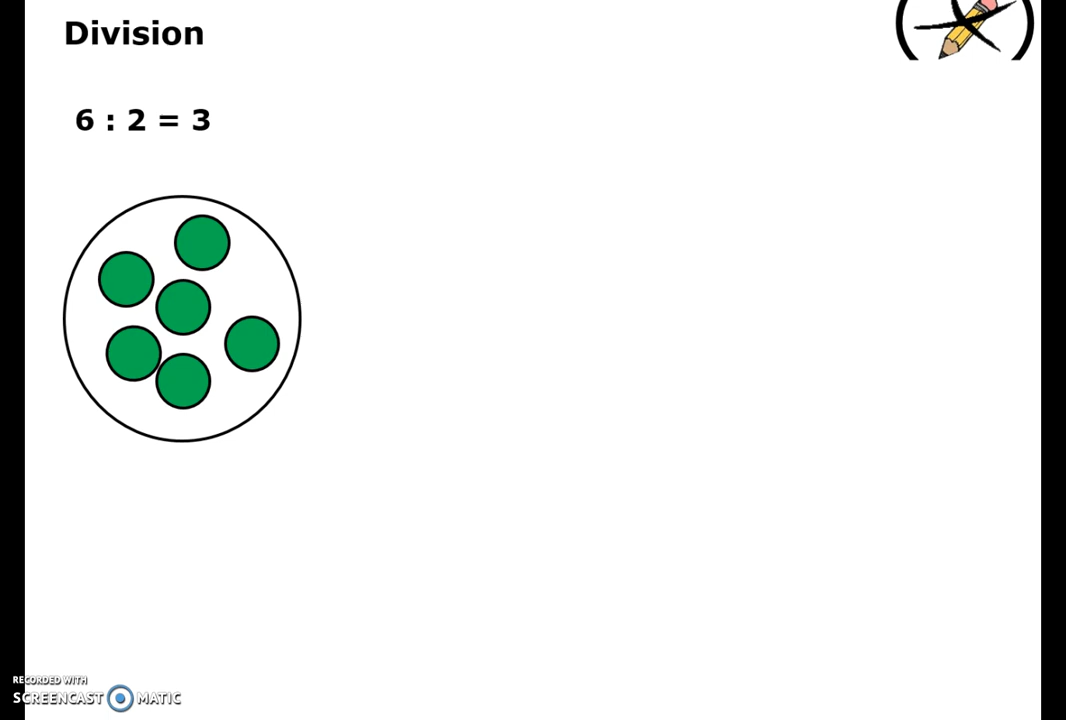 Division
6 : 2 = 3
RECORDED WITH
SCREENCAST MATIC